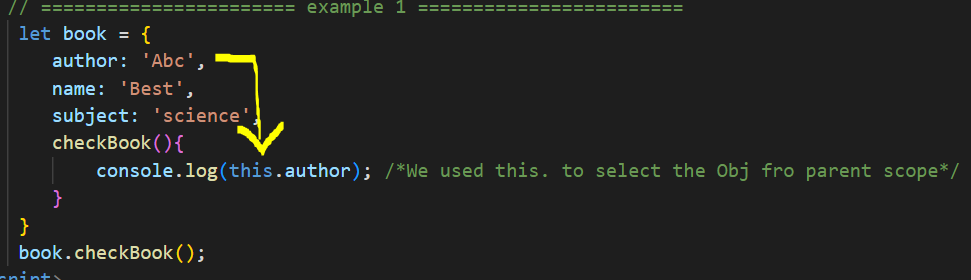 // ======================= example 1 ========================
let book = {
author: 'Abc',
name: 'Best',
subject: 'science',
checkBook(){
console.log(this.author); /*We used this. to select the Obj fro parent scope*/
}
}
book.checkBook();